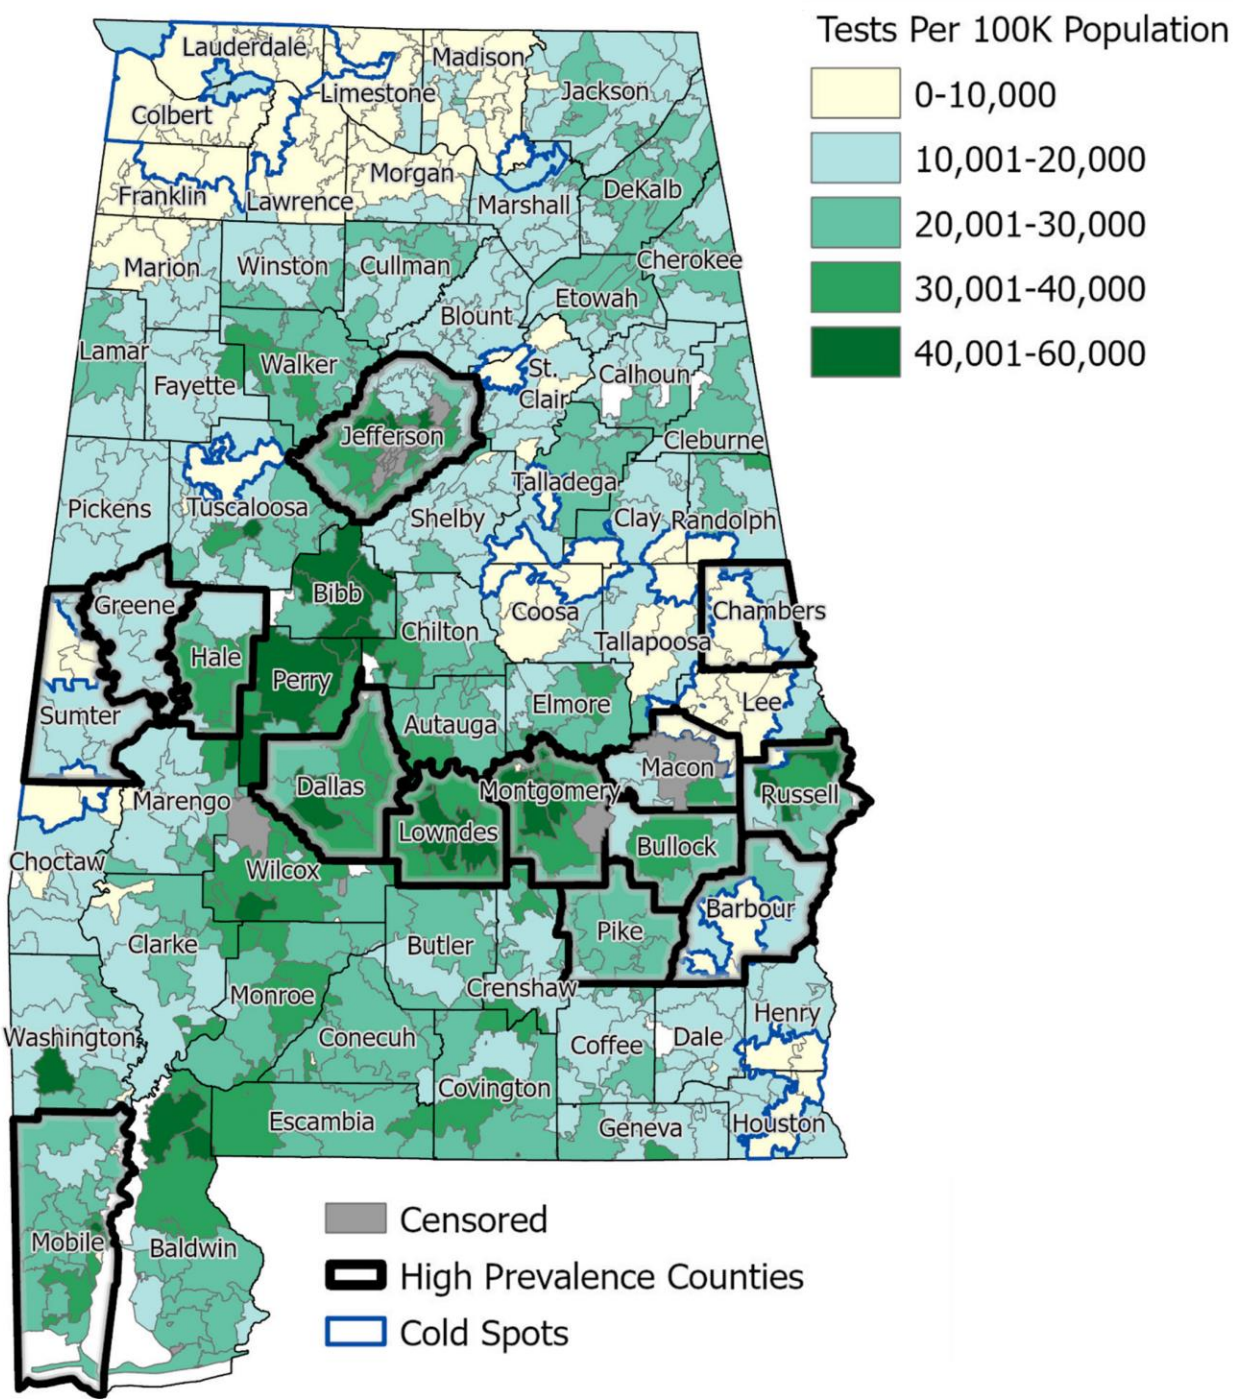 Tests Per 100K Population
0-10,000
10,001-20,000
20,001-30,000
30,001-40,000
40,001-60,000
Lauderdale
Madison
Limestone
Jackson
Colbert
Morgan
DeKalb
Franklin
Lawrence
Marshall
Marion
Winston
Cullman
Cherokee
Etowah
Blount
Lamar
Walker
St.
Clair
Calhoun
Fayette
Jefferson
Cleburne
Talladega
Pickens
Tuscaloosa
Shelby
Clay
Randolph
Bibb
Greene
Coosa
Chambers
Chilton
Tallapoosa
Hale
Perry
Sumter
Autauga
Elmore
Lee
Macon
Dallas
Montgomery
Russell
Marengo
Lowndes
Bullock
Choctaw
Wilcox
Barbour
Pike
Clarke
Butler
Crenshaw
Monroe
Henry
Washington
Conecuh
Coffee
Dale
Covington
Escambia
Geneva
Houston
Mobile
Baldwin
Censored
High Prevalence Counties
Cold Spots